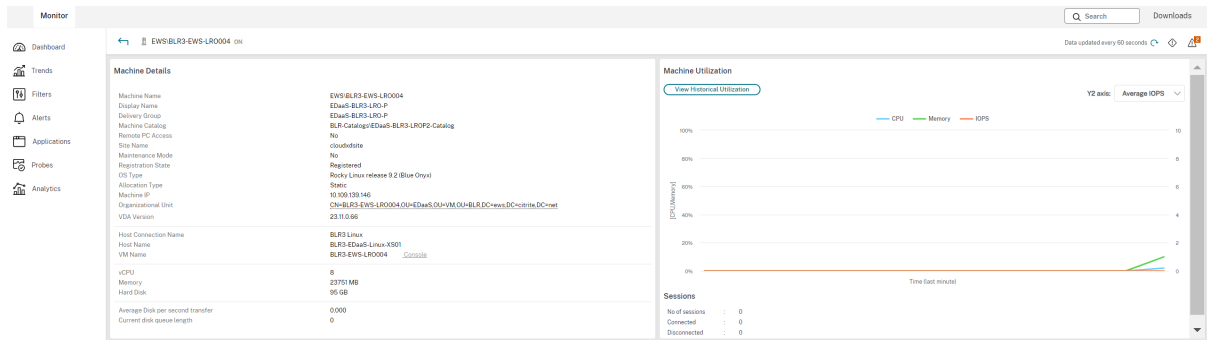 Monitor
Search
Downloads
Dashboard
Trends
Filters
Alerts
Applications
Probes
Analytics
EWS\BLR3-EWS-LRO004 ON
Data updated every 60 seconds
2
Machine Details
Machine Name EWS\BLR3-EWS-LRO004
Display Name EDaaS-BLR3-LRO-P
Delivery Group EDaaS-BLR3-LRO-P
Machine Catalog BLR-Catalogs\EDaaS-BLR3-LROP2-Catalog
Remote PC Access No
Site Name cloudxdsite
Maintenance Mode No
Registration State Registered
OS Type Rocky Linux release 9.2 (Blue Onyx)
Allocation Type Static
Machine IP 10.109.139.146
Organizational Unit CN=BLR3-EWS-LRO004,OU=EDaaS,OU=VM,OU=BLR,DC=ews,DC=citrite,DC=net
VDA Version 23.11.0.66
Host Connection Name BLR3 Linux
Host Name BLR3-EDaaS-Linux-XS01
VM Name BLR3-EWS-LRO004 Console
vCPU 8
Memory 23751 MB
Hard Disk 95 GB
Average Disk per second transfer 0.000
Current disk queue length 0
Machine Utilization
View Historical Utilization
Y2 axis: Average IOPS
CPU Memory IOPS
100% 10
80% 8
60% 6
40% 4
20% 2
0% 0
[CPU,Memory]
Time (last minute)
Sessions
No of sessions : 0
Connected : 0
Disconnected : 0